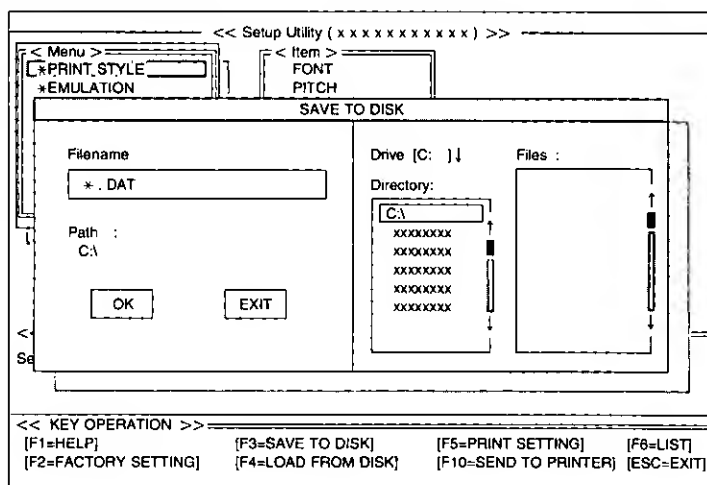 << Setup Utility ( x x x x x x x x x x x ) >>
< Menu >
< Item >
*PRINT STYLE
FONT
*EMULATION
PITCH
SAVE TO DISK
Filename
*. DAT
Path :
C:\
OK
EXIT
Drive [C: ]↓
Directory:
C:\
xxxxxxxx
xxxxxxxx
xxxxxxxx
xxxxxxxx
xxxxxxxx
Files :
<
Se
<< KEY OPERATION >>
[F1=HELP] [F3=SAVE TO DISK] [F5=PRINT SETTING] [F6=LIST]
[F2=FACTORY SETTING] [F4=LOAD FROM DISK] [F10=SEND TO PRINTER] [ESC=EXIT]